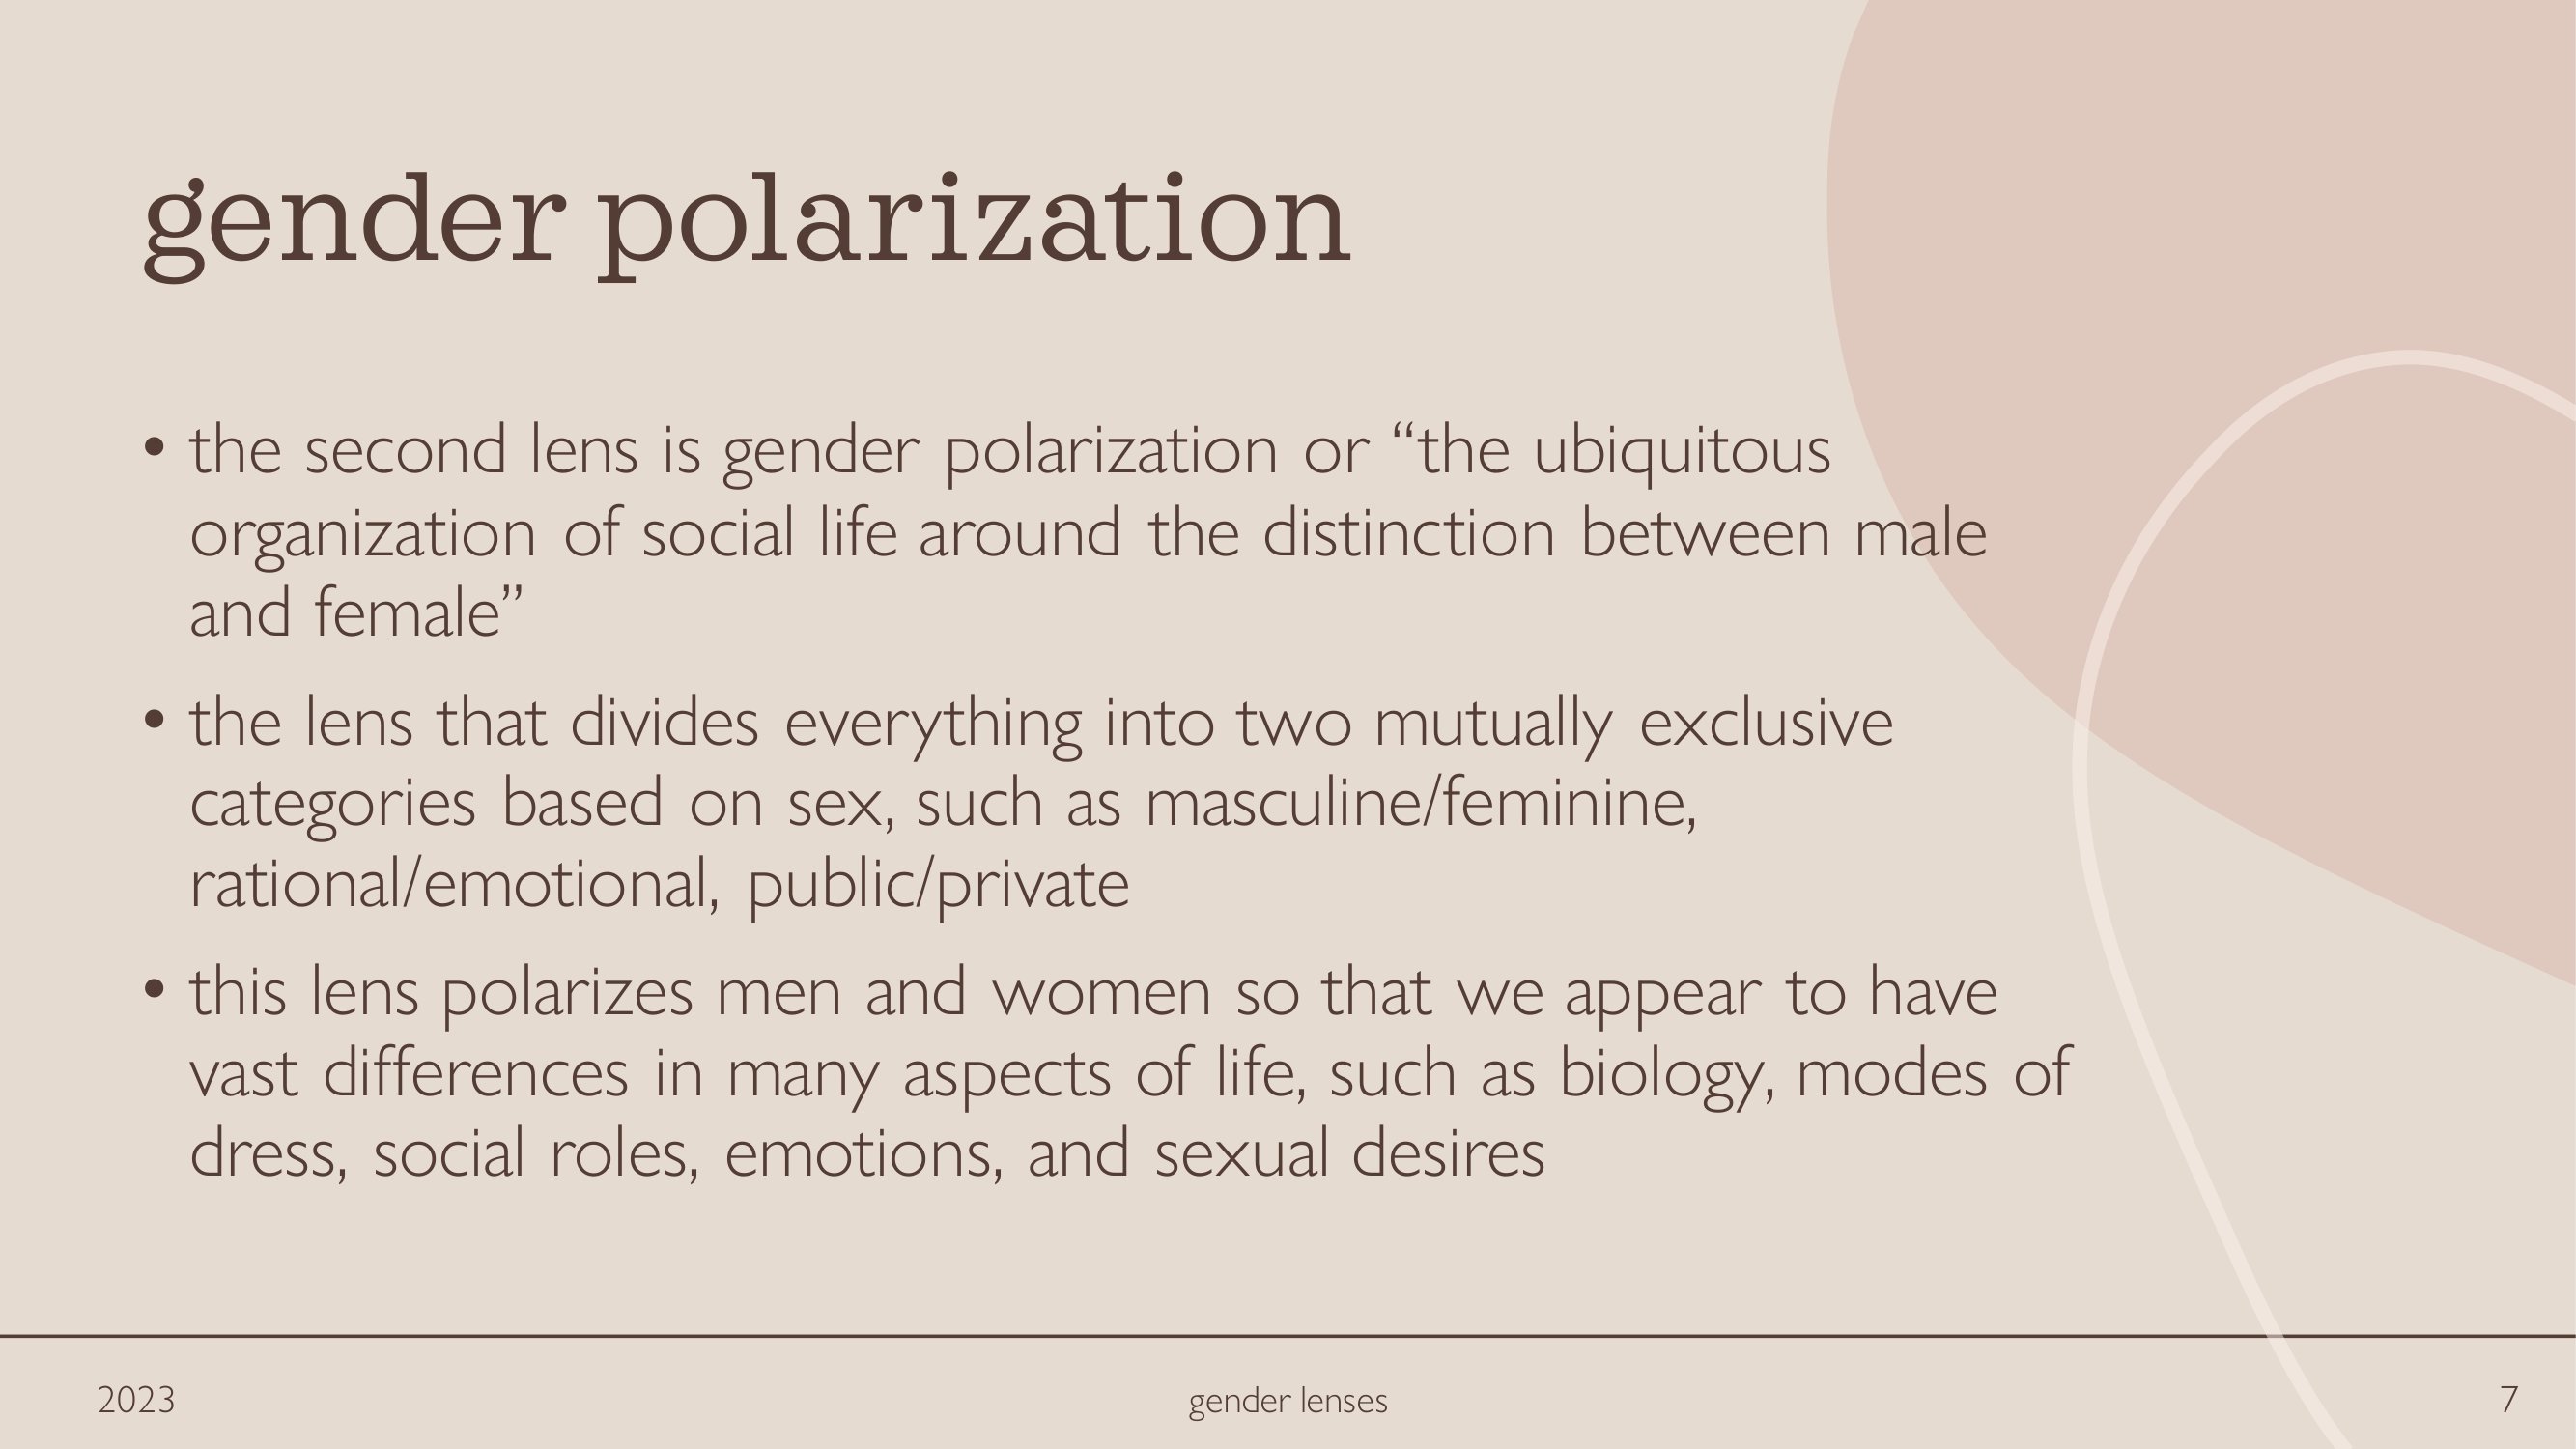 gender polarization
• the second lens is gender polarization or “the ubiquitous
organization of social life around the distinction between male
and female”
• the lens that divides everything into two mutually exclusive
categories based on sex, such as masculine/feminine,
rational/emotional, public/private
• this lens polarizes men and women so that we appear to have
vast differences in many aspects of life, such as biology, modes of
dress, social roles, emotions, and sexual desires
2023
gender lenses
7